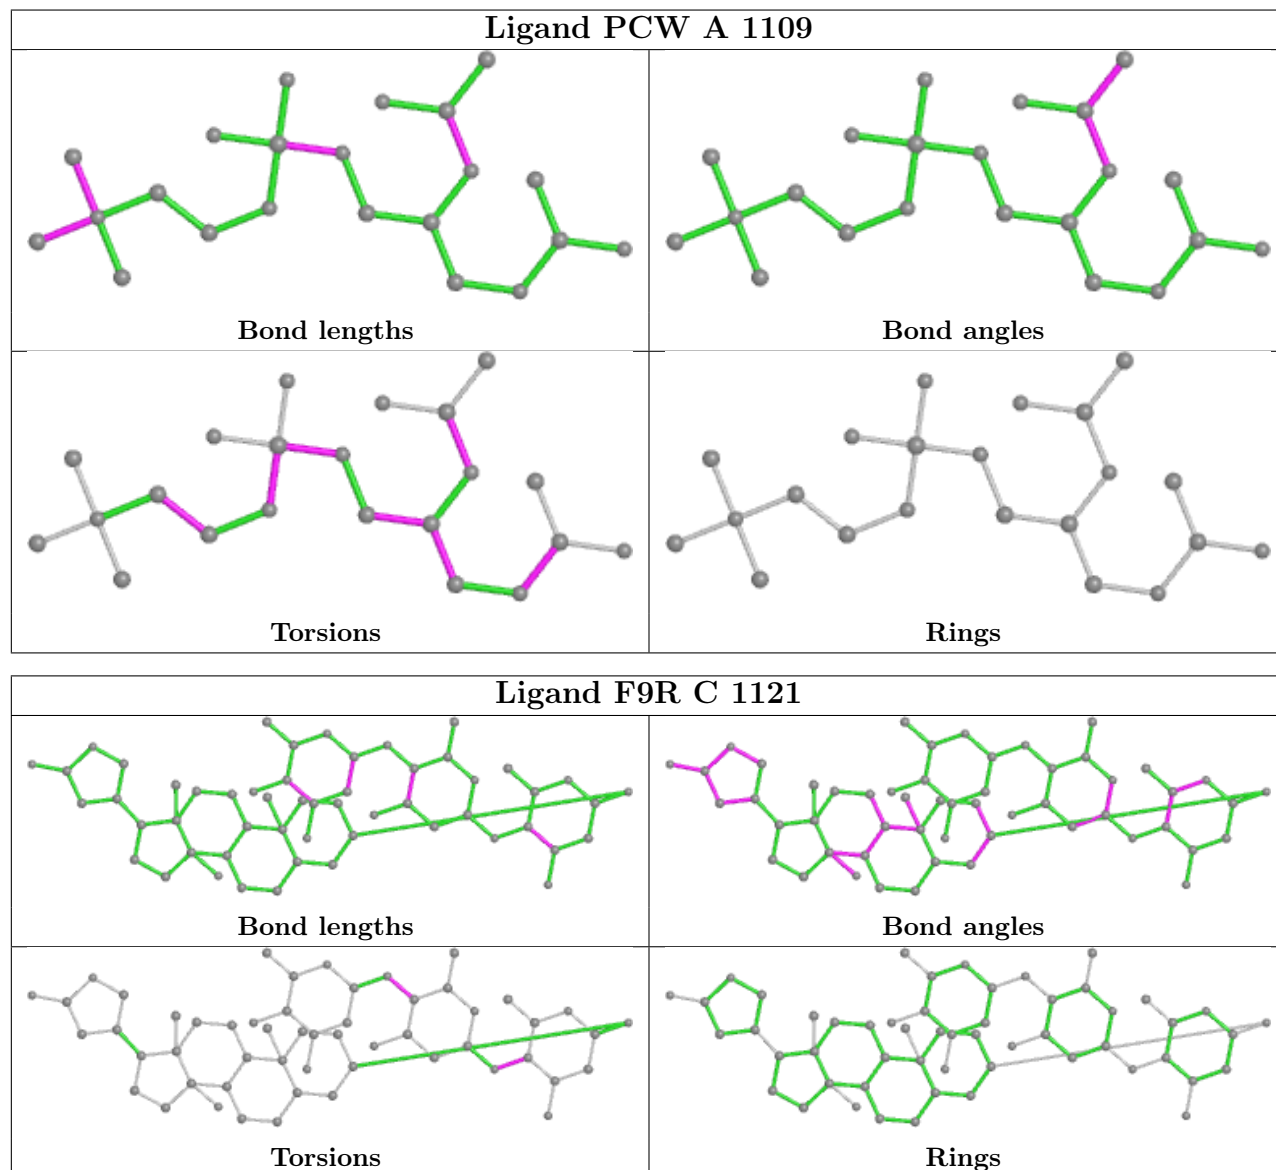 Ligand PCW A 1109
Bond lengths
Bond angles
Torsions
Rings
Ligand F9R C 1121
Bond lengths
Bond angles
Torsions
Rings